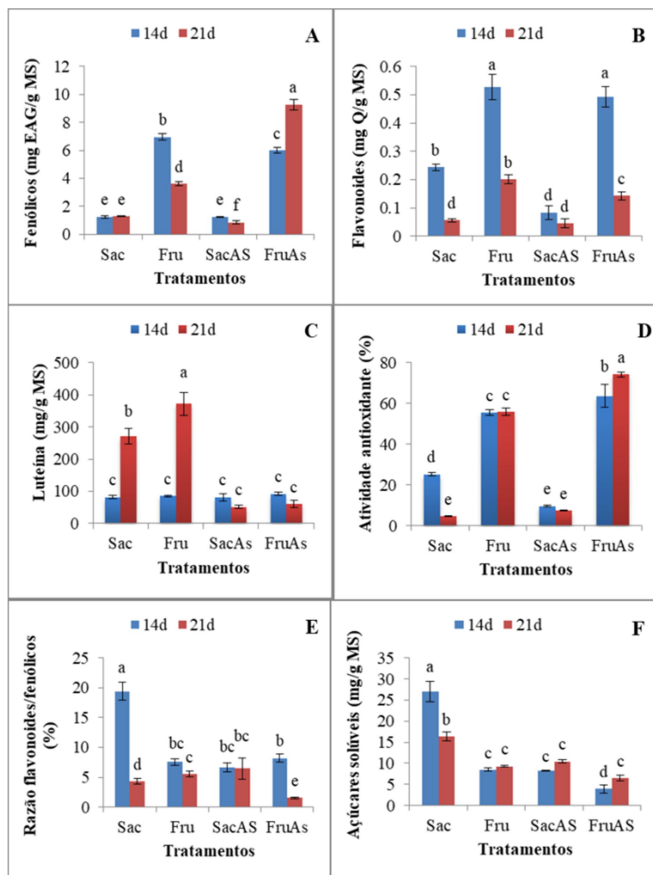 14d 21d
A
Fenólicos (mg EAG/g MS)
12
10
8
6
4
2
0
e e
b
d
e
f
c
a
Sac Fru SacAS FruAs
Tratamentos
14d 21d
B
Flavonoides (mg Q/g MS)
0.6
0.5
0.4
0.3
0.2
0.1
0
b
d
a
b
d d
a
c
Sac Fru SacAS FruAs
Tratamentos
14d 21d
C
Luteína (mg/g MS)
500
400
300
200
100
0
c
b
c
a
c c
c c
Sac Fru SacAs FruAs
Tratamentos
14d 21d
D
Atividade antioxidante (%)
80
60
40
20
0
d
e
c c
e e
b
a
Sac Fru SacAs FruAs
Tratamentos
14d 21d
E
Razão flavonoides/fenólicos
(%)
25
20
15
10
5
0
a
d
bc
c
bc bc
b
e
Sac Fru SacAS FruAs
Tratamentos
14d 21d
F
Açúcares solúveis (mg/g MS)
35
30
25
20
15
10
5
0
a
b
c c
c c
d
c
Sac Fru SacAS FruAS
Tratamentos